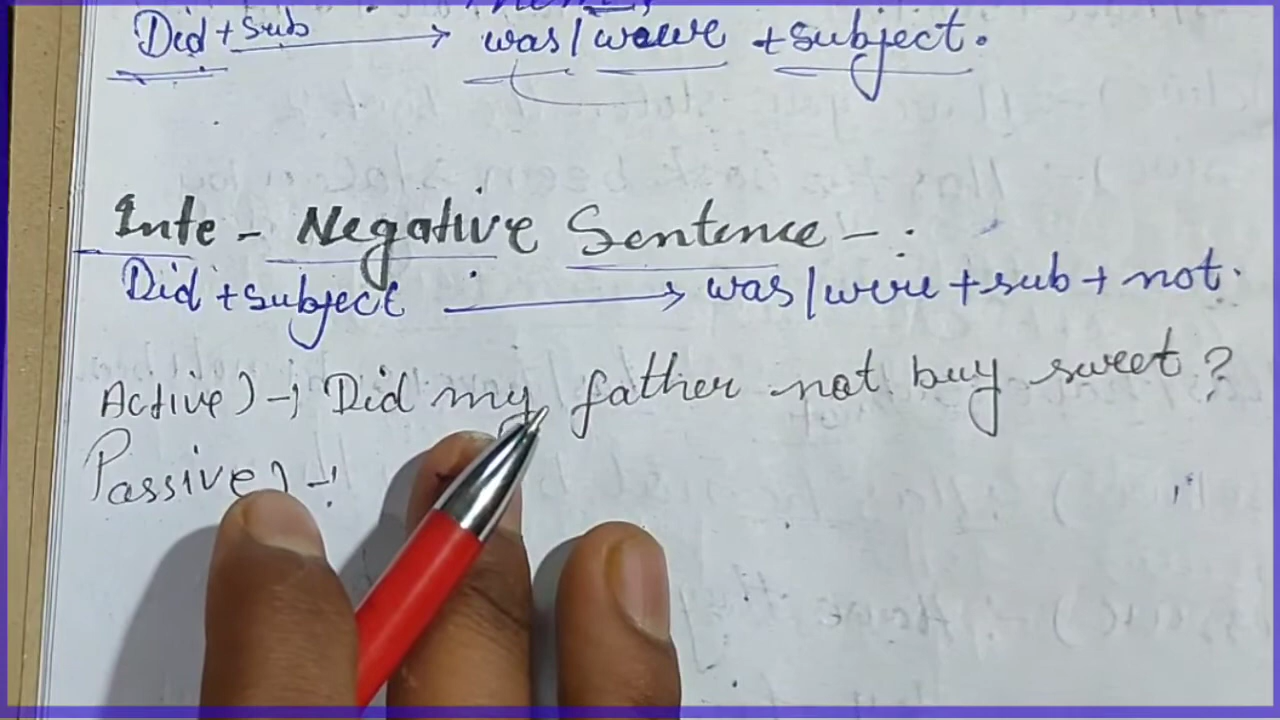 Did + Sub → was/wewe + subject.
Inte - Negative Sentence - :
Did + subject → was/were + sub + not.
Active) -; Did my father not buy sweet?
Passive) - :